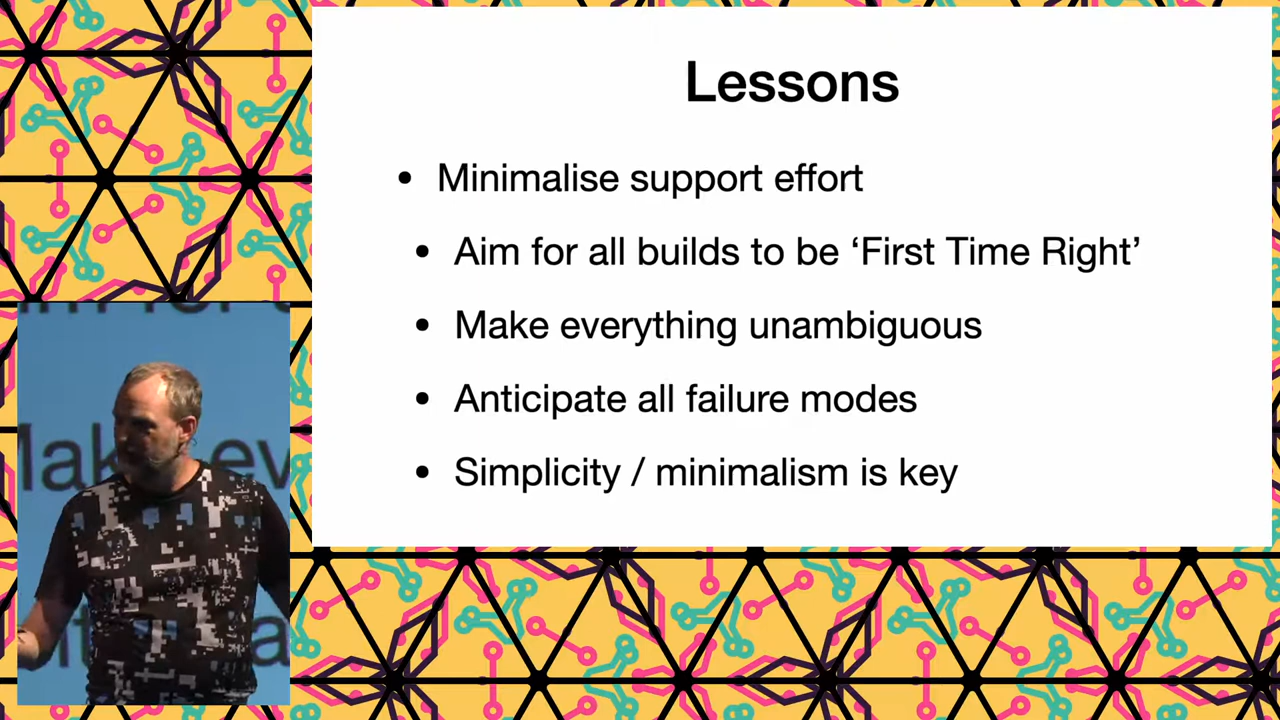 Lessons
• Minimalise support effort
• Aim for all builds to be ‘First Time Right’
• Make everything unambiguous
• Anticipate all failure modes
• Simplicity / minimalism is key